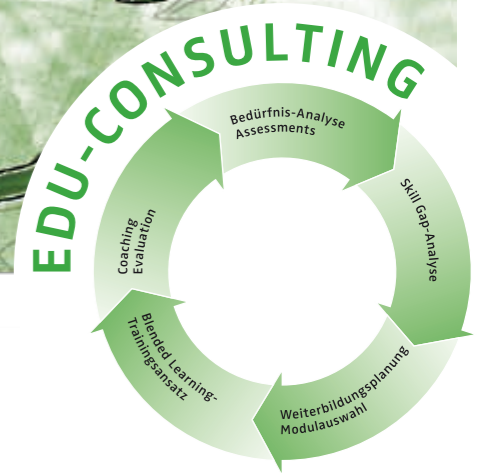 EDU-CONSULTING
Bedürfnis-Analyse
Assessments
Skill Gap-Analyse
Weiterbildungsplanung
Modulauswahl
Blended Learning-
Trainingsansatz
Coaching
Evaluation